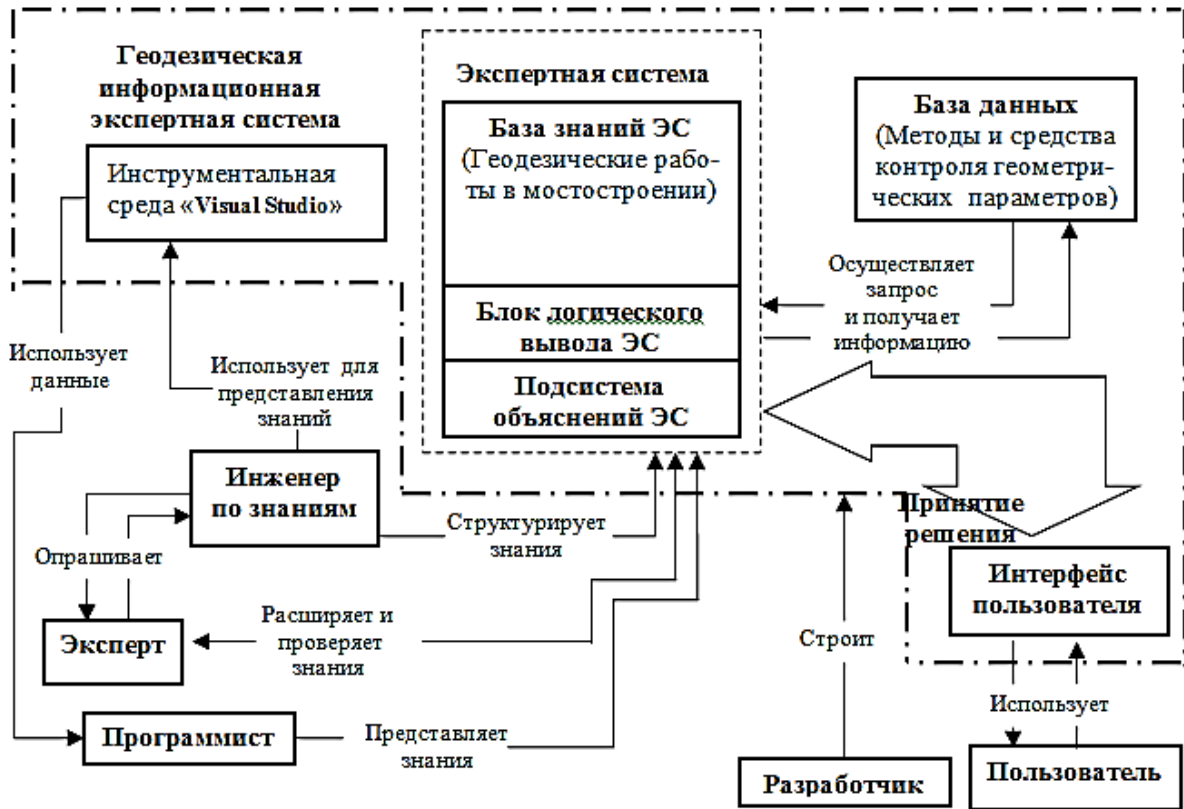 Геодезическая
информационная
экспертная система
Инструментальная
среда «Visual Studio»
Экспертная система
База знаний ЭС
(Геодезические рабо-
ты в мостостроении)
Блок логического
вывода ЭС
Подсистема
объяснений ЭС
База данных
(Методы и средства
контроля геометри-
ческих параметров)
Осуществляет
запрос
и получает
информацию
Использует
данные
Использует для
представления
знаний
Инженер
по знаниям
Структурирует
знания
Опрашивает
Эксперт
Расширяет и
проверяет
знания
Программист
Представляет
знания
Строит
Разработчик
Принятие
решения
Интерфейс
пользователя
Использует
Пользователь